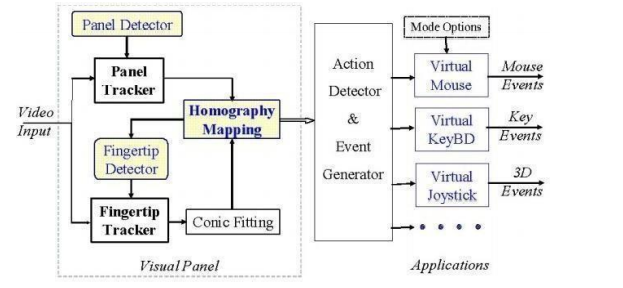 Panel Detector
Mode Options
Panel
Tracker
Action
Detector
&
Event
Generator
Virtual
Mouse
Mouse
Events
Video
Input
Homography
Mapping
Virtual
KeyBD
Key
Events
Fingertip
Detector
Virtual
Joystick
3D
Events
Fingertip
Tracker
Conic Fitting
Visual Panel
Applications